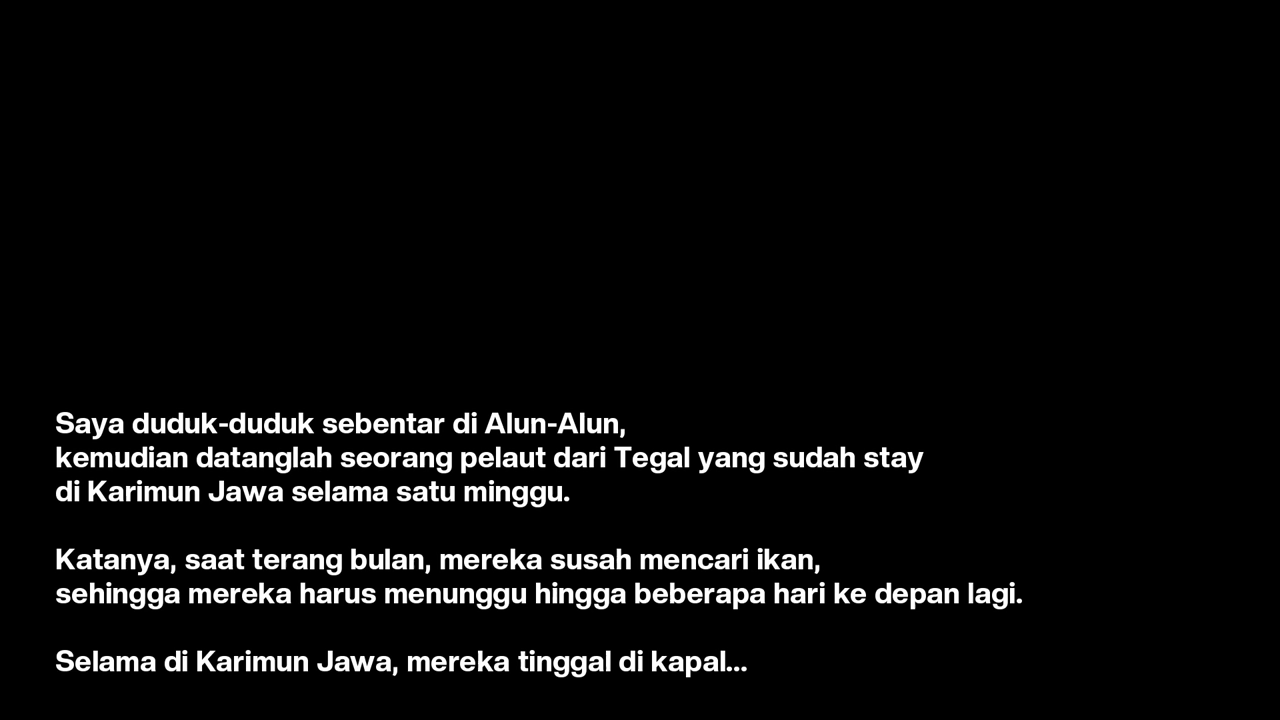 Saya duduk-duduk sebentar di Alun-Alun,
kemudian datanglah seorang pelaut dari Tegal yang sudah stay
di Karimun Jawa selama satu minggu.
Katanya, saat terang bulan, mereka susah mencari ikan,
sehingga mereka harus menunggu hingga beberapa hari ke depan lagi.
Selama di Karimun Jawa, mereka tinggal di kapal...